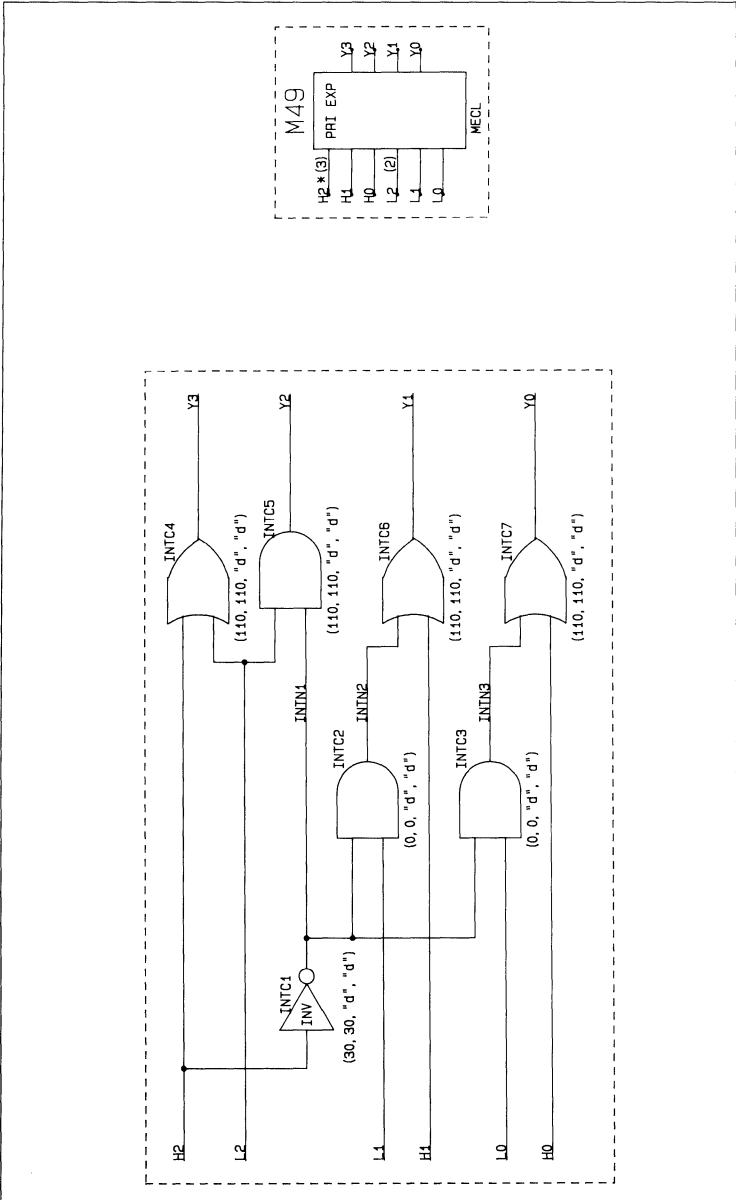 M49
PRI EXP
H2 * (3)
H1
H0
L2 (2)
L1
L0
Y3
Y2
Y1
Y0
MECL
H2
L2
L1
H1
L0
H0
INTC1
INV
(30, 30, "d", "d")
INTN1
INTC2
(0, 0, "d", "d")
INTN2
INTC3
(0, 0, "d", "d")
INTN3
INTC4
(110, 110, "d", "d")
Y3
INTC5
(110, 110, "d", "d")
Y2
INTC6
(110, 110, "d", "d")
Y1
INTC7
(110, 110, "d", "d")
Y0